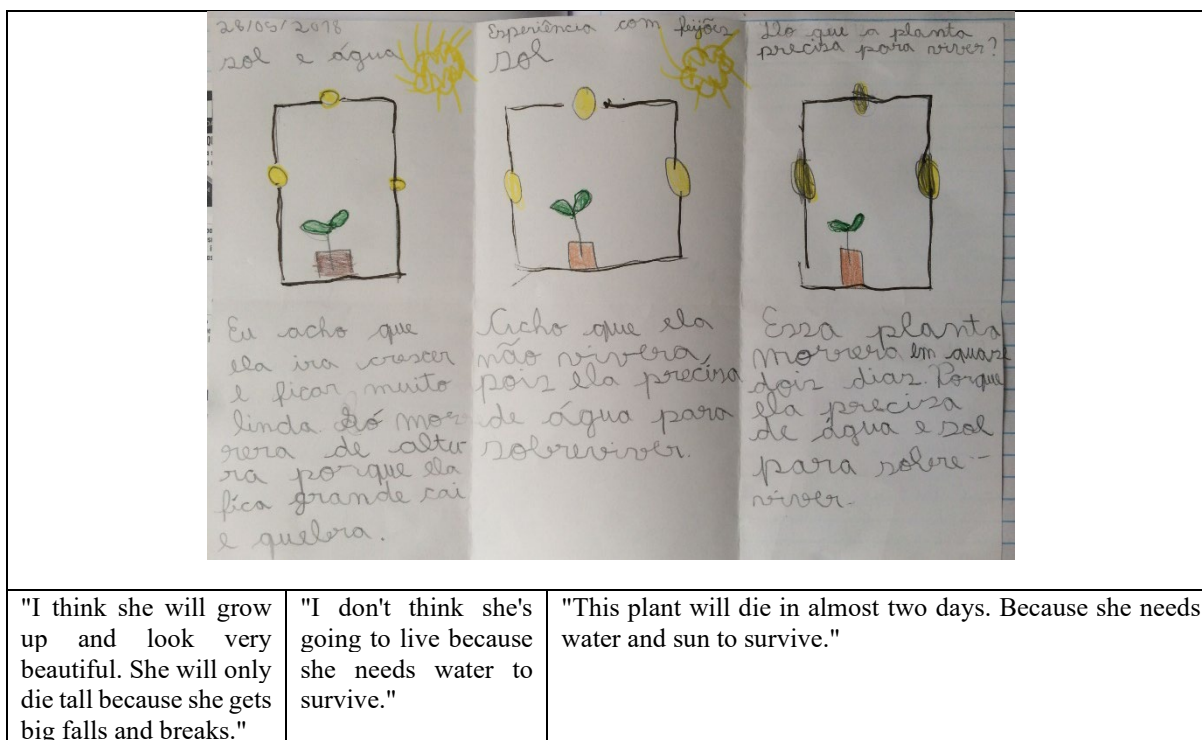 28/05/2018
sol e água
Eu acho que
ela ira crescer
e ficar muito
linda. Só mor
rera de altu
ra porque ela
fica grande cai
e quebra.
Esperiência com feijões
sol
Acho que ela
não vivera,
pois ela precisa
de água para
sobreviver.
Do que a planta
precisa para viver?
Essa planta
morrera em quase
dois dias. Porque
ela precisa
de água e sol
para sobre-
viver.
"I think she will grow
up and look very
beautiful. She will only
die tall because she gets
big falls and breaks."
"I don't think she's
going to live because
she needs water to
survive."
"This plant will die in almost two days. Because she needs
water and sun to survive."